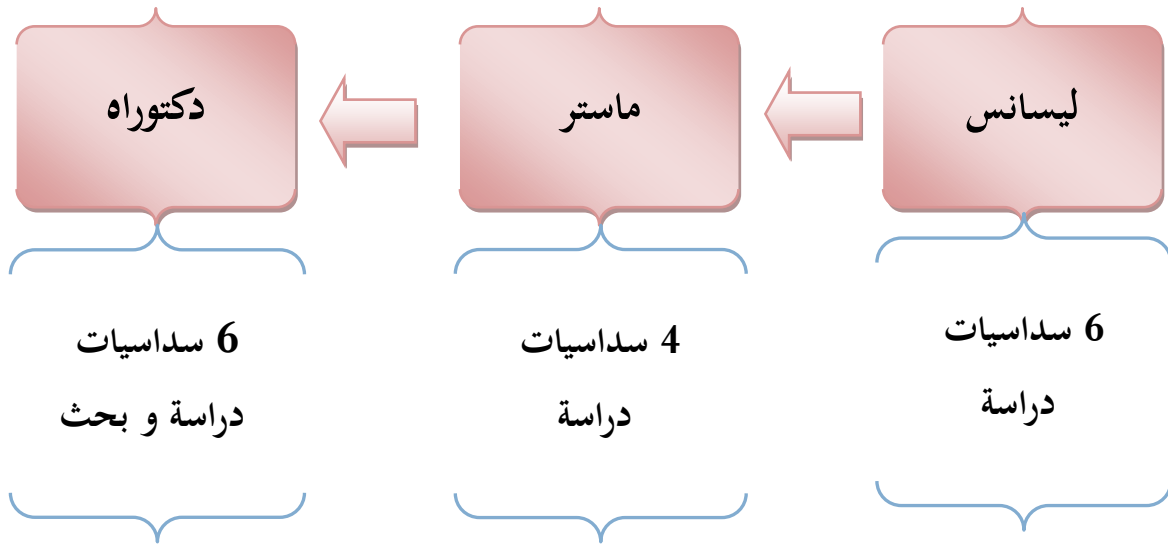 ليسانس
ماستر
دكتوراه
6 سداسيات
دراسة
4 سداسيات
دراسة
6 سداسيات
دراسة و بحث